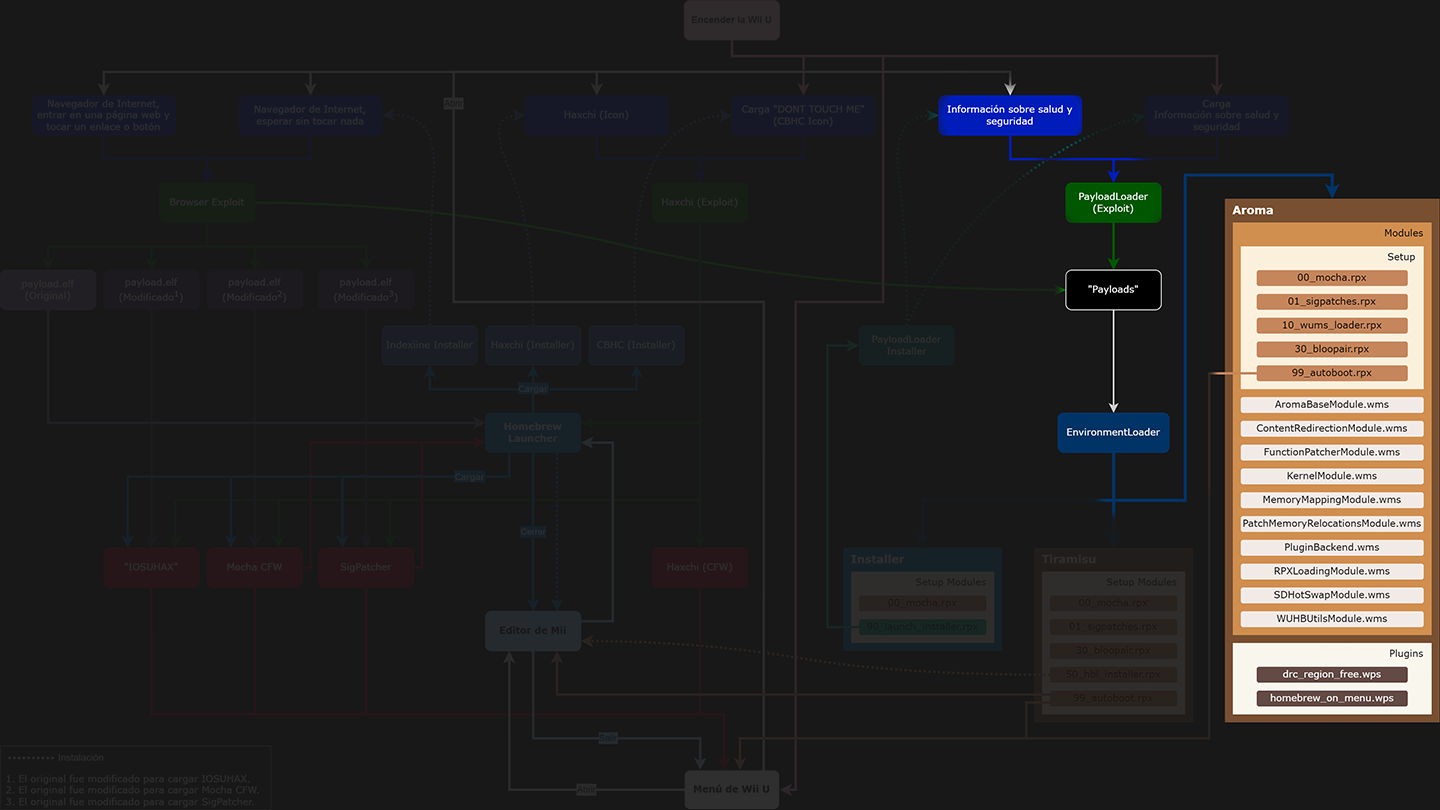 Encender la Wii U
Navegador de Internet,
entrar en una página web y
tocar un enlace o botón
Navegador de Internet,
esperar sin tocar nada
Abrir
Haxchi (Icon)
Carga "DONT TOUCH ME"
(CBHC Icon)
Información sobre salud y
seguridad
Carga
Información sobre salud y
seguridad
Browser Exploit
Haxchi (Exploit)
PayloadLoader
(Exploit)
payload.elf
(Original)
payload.elf
(Modificado¹)
payload.elf
(Modificado²)
payload.elf
(Modificado³)
"Payloads"
Indexiine Installer
Haxchi (Installer)
CBHC (Installer)
PayloadLoader
Installer
Cargar
Homebrew
Launcher
EnvironmentLoader
Cargar
Cerrar
"IOSUHAX"
Mocha CFW
SigPatcher
Haxchi (CFW)
Installer
Setup Modules
00_mocha.rpx
99_launch_installer.rpx
Tiramisu
Setup Modules
00_mocha.rpx
01_sigpatches.rpx
30_bloopair.rpx
50_hbl_installer.rpx
99_autoboot.rpx
Aroma
Modules
Setup
00_mocha.rpx
01_sigpatches.rpx
10_wums_loader.rpx
30_bloopair.rpx
99_autoboot.rpx
AromaBaseModule.wms
ContentRedirectionModule.wms
FunctionPatcherModule.wms
KernelModule.wms
MemoryMappingModule.wms
PatchMemoryRelocationsModule.wms
PluginBackend.wms
RPXLoadingModule.wms
SDHotSwapModule.wms
WUHBUtilsModule.wms
Plugins
drc_region_free.wps
homebrew_on_menu.wps
Editor de Mii
Salir
Abrir
Menú de Wii U
Instalación
1. El original fue modificado para cargar IOSUHAX.
2. El original fue modificado para cargar Mocha CFW.
3. El original fue modificado para cargar SigPatcher.